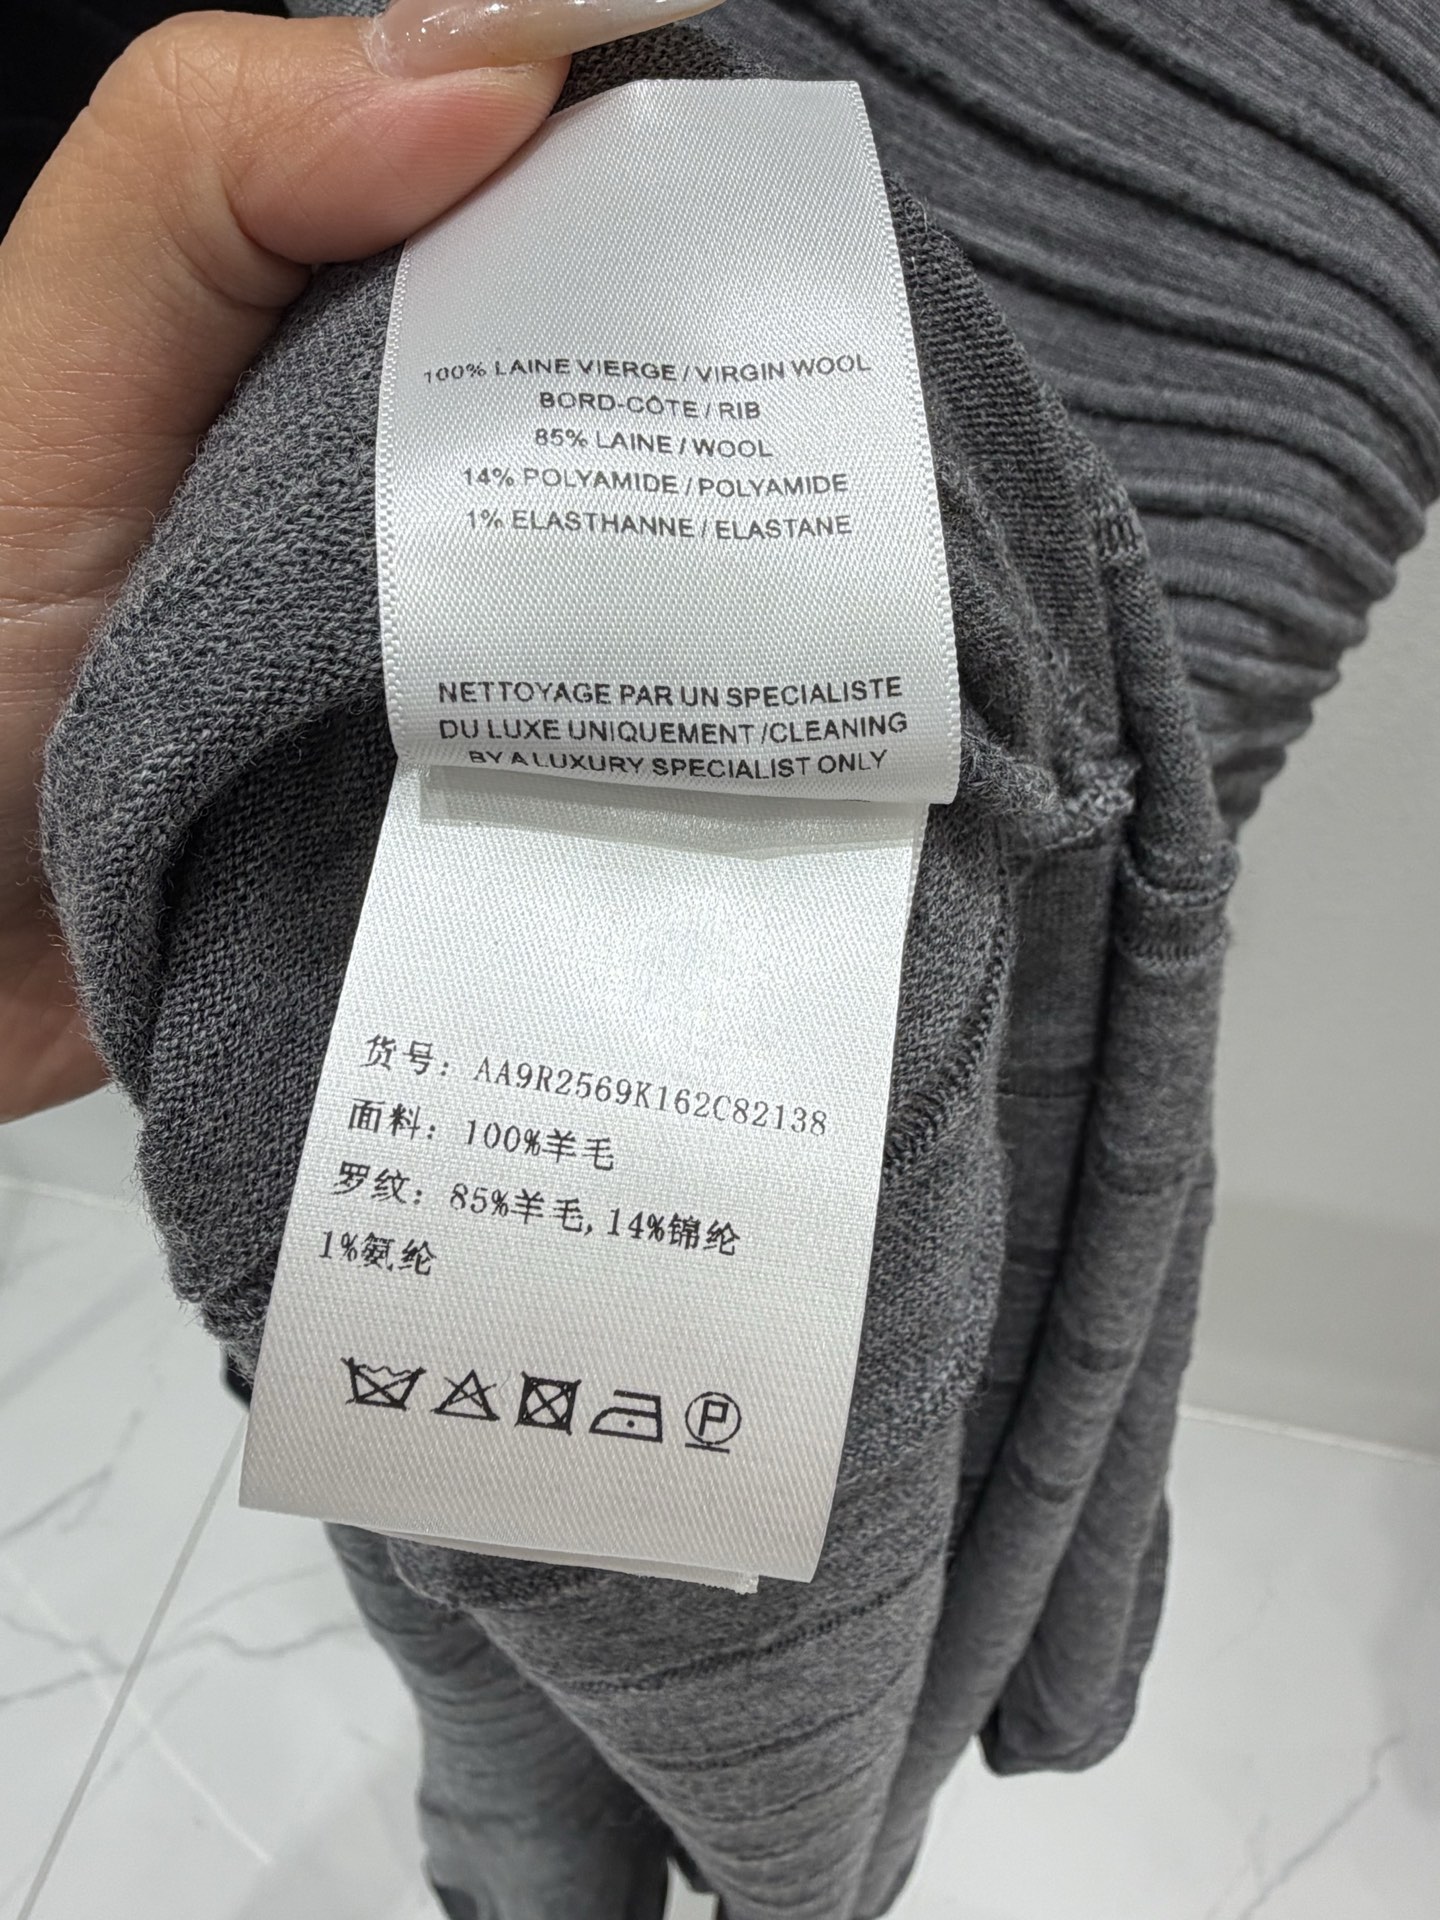 100% LAINE VIERGE / VIRGIN WOOL
BORD-CÔTE / RIB
85% LAINE / WOOL
14% POLYAMIDE / POLYAMIDE
1% ELASTHANNE / ELASTANE
NETTOYAGE PAR UN SPECIALISTE
DU LUXE UNIQUEMENT /CLEANING
BY A LUXURY SPECIALIST ONLY
货号: AA9R2569K162C82138
面料: 100%羊毛
罗纹: 85%羊毛,14%锦纶
1%氨纶
P